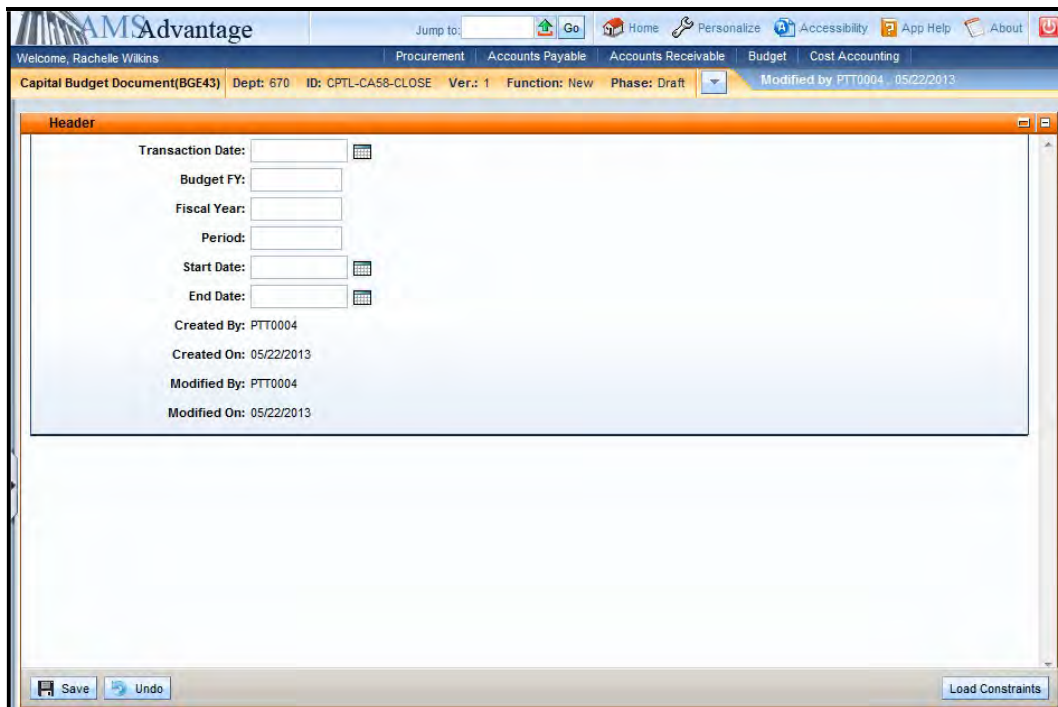 AMSAdvantage
Jump to: Go Home Personalize Accessibility App Help About
Welcome, Rachelle Wilkins Procurement Accounts Payable Accounts Receivable Budget Cost Accounting
Capital Budget Document(BGE43) Dept: 670 ID: CPTL-CA58-CLOSE Ver.: 1 Function: New Phase: Draft Modified by PTT0004 , 05/22/2013
Header
Transaction Date:
Budget FY:
Fiscal Year:
Period:
Start Date:
End Date:
Created By: PTT0004
Created On: 05/22/2013
Modified By: PTT0004
Modified On: 05/22/2013
Save Undo Load Constraints